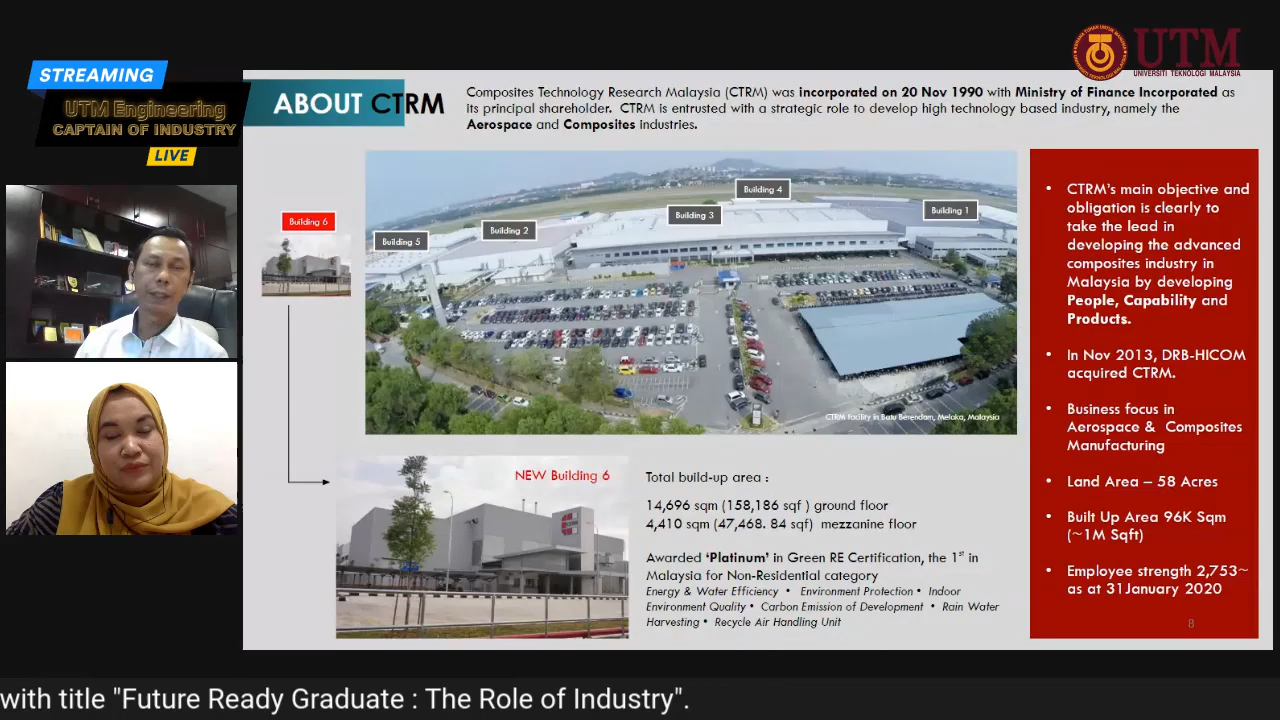 UTM
UNIVERSITI TEKNOLOGI MALAYSIA
STREAMING
UTM Engineering
CAPTAIN OF INDUSTRY
LIVE
ABOUT CTRM
Composites Technology Research Malaysia (CTRM) was incorporated on 20 Nov 1990 with Ministry of Finance Incorporated as
its principal shareholder. CTRM is entrusted with a strategic role to develop high technology based industry, namely the
Aerospace and Composites industries.
Building 6
Building 5
Building 2
Building 3
Building 4
Building 1
CTRM facility in Batu Berendam, Melaka, Malaysia
NEW Building 6
Total build-up area :
14,696 sqm (158,186 sqf ) ground floor
4,410 sqm (47,468. 84 sqf) mezzanine floor
Awarded ‘Platinum’ in Green RE Certification, the 1st in
Malaysia for Non-Residential category
Energy & Water Efficiency • Environment Protection • Indoor
Environment Quality • Carbon Emission of Development • Rain Water
Harvesting • Recycle Air Handling Unit
• CTRM’s main objective and
obligation is clearly to
take the lead in
developing the advanced
composites industry in
Malaysia by developing
People, Capability and
Products.
• In Nov 2013, DRB-HICOM
acquired CTRM.
• Business focus in
Aerospace & Composites
Manufacturing
• Land Area – 58 Acres
• Built Up Area 96K Sqm
(~1M Sqft)
• Employee strength 2,753~
as at 31January 2020
8
with title "Future Ready Graduate : The Role of Industry".